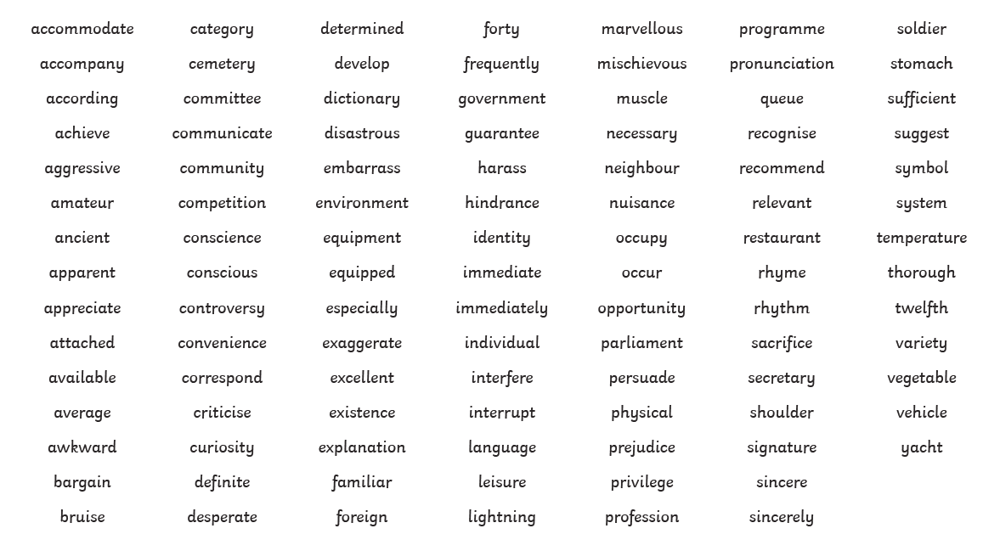 accommodate category determined forty marvellous programme soldier
accompany cemetery develop frequently mischievous pronunciation stomach
according committee dictionary government muscle queue sufficient
achieve communicate disastrous guarantee necessary recognise suggest
aggressive community embarrass harass neighbour recommend symbol
amateur competition environment hindrance nuisance relevant system
ancient conscience equipment identity occupy restaurant temperature
apparent conscious equipped immediate occur rhyme thorough
appreciate controversy especially immediately opportunity rhythm twelfth
attached convenience exaggerate individual parliament sacrifice variety
available correspond excellent interfere persuade secretary vegetable
average criticise existence interrupt physical shoulder vehicle
awkward curiosity explanation language prejudice signature yacht
bargain definite familiar leisure privilege sincere
bruise desperate foreign lightning profession sincerely